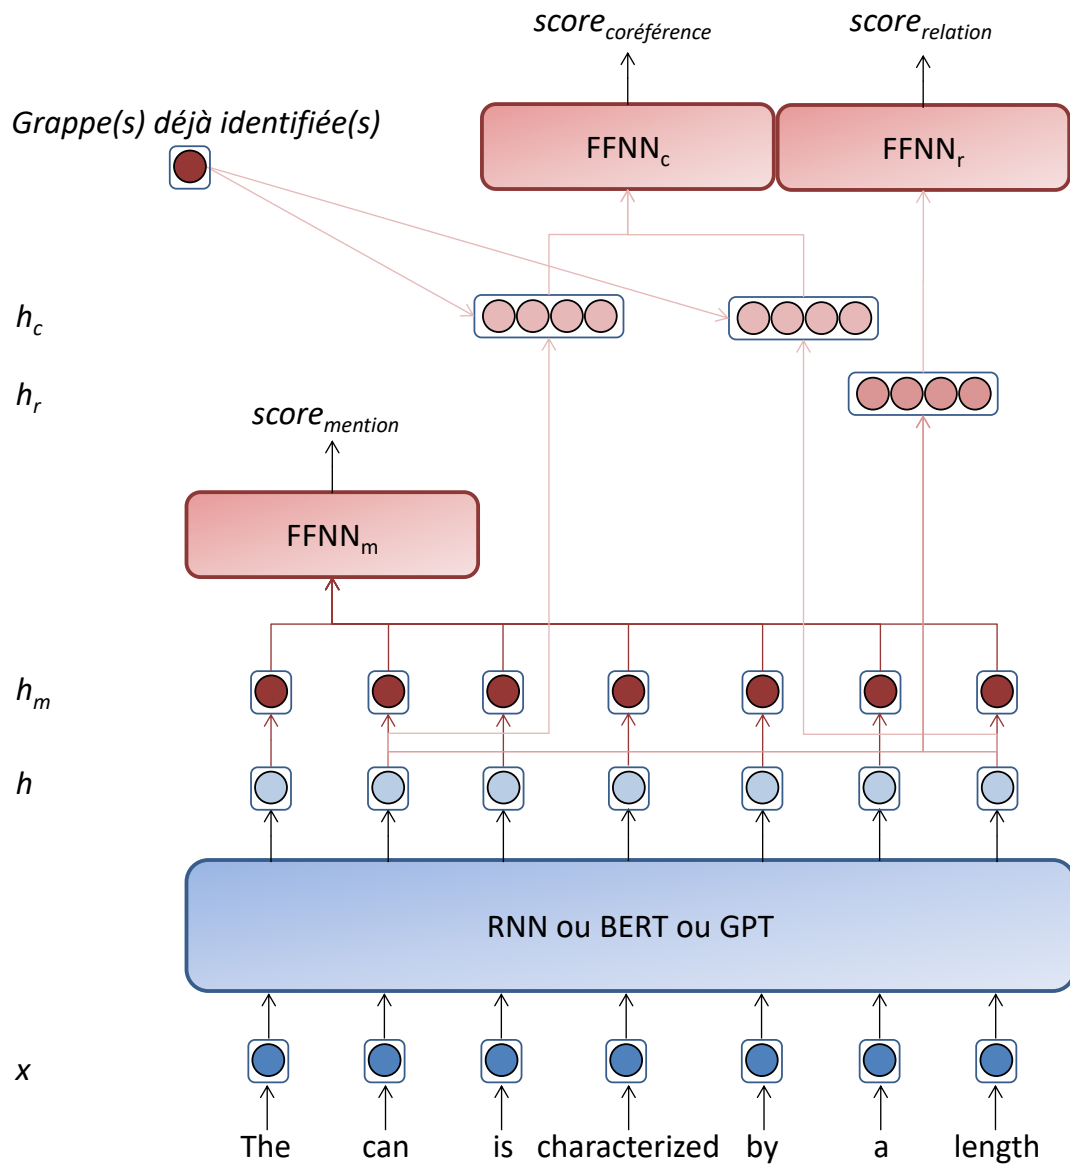 score_coréférence score_relation
Grappe(s) déjà identifiée(s)
FFNN_c FFNN_r
h_c
h_r
score_mention
FFNN_m
h_m
h
RNN ou BERT ou GPT
x
The can is characterized by a length